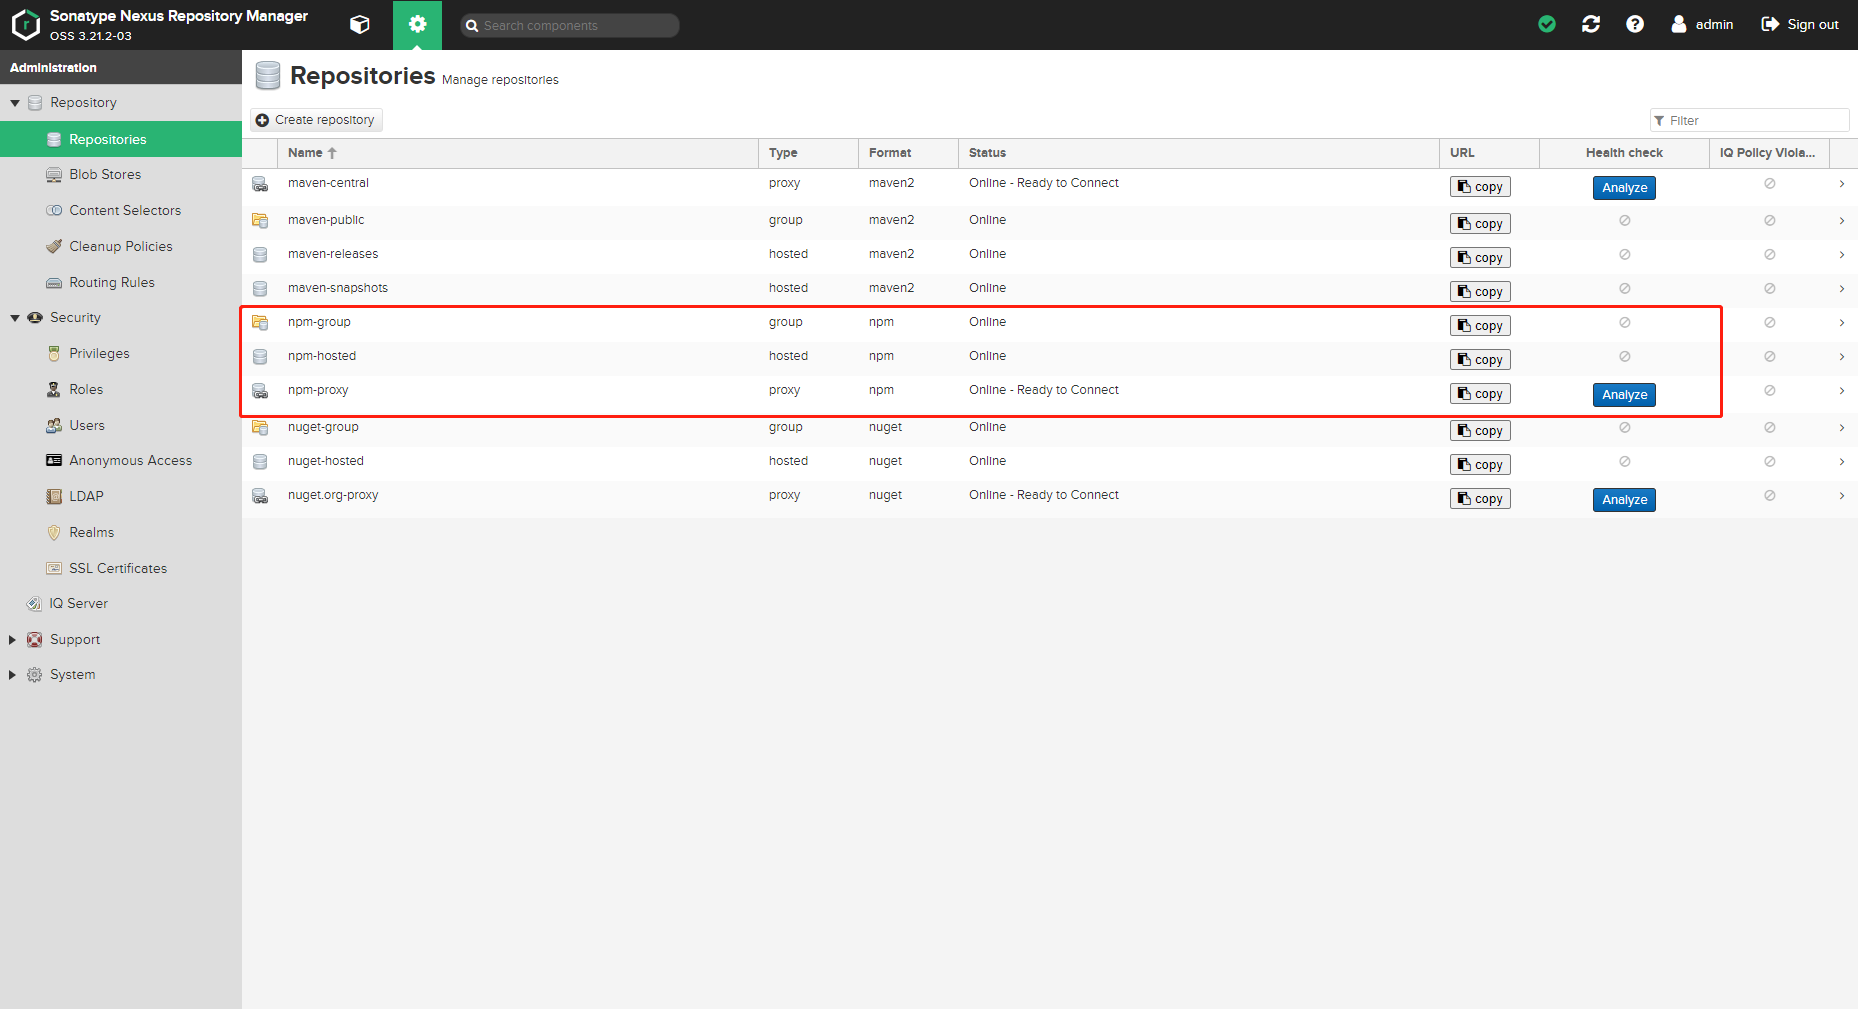 Sonatype Nexus Repository Manager
OSS 3.21.2-03
Search components
admin
Sign out
Administration
Repository
Repositories
Blob Stores
Content Selectors
Cleanup Policies
Routing Rules
Security
Privileges
Roles
Users
Anonymous Access
LDAP
Realms
SSL Certificates
IQ Server
Support
System
Repositories Manage repositories
Create repository
Filter
Name Type Format Status URL Health check IQ Policy Viola...
maven-central proxy maven2 Online - Ready to Connect copy Analyze
maven-public group maven2 Online copy
maven-releases hosted maven2 Online copy
maven-snapshots hosted maven2 Online copy
npm-group group npm Online copy
npm-hosted hosted npm Online copy
npm-proxy proxy npm Online - Ready to Connect copy Analyze
nuget-group group nuget Online copy
nuget-hosted hosted nuget Online copy
nuget.org-proxy proxy nuget Online - Ready to Connect copy Analyze